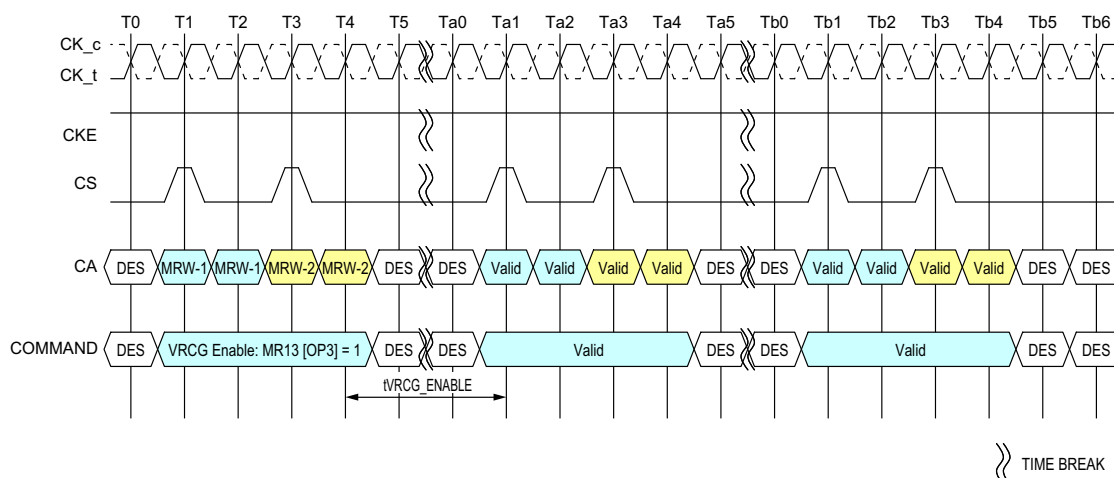 T0 T1 T2 T3 T4 T5 Ta0 Ta1 Ta2 Ta3 Ta4 Ta5 Tb0 Tb1 Tb2 Tb3 Tb4 Tb5 Tb6
CK_c
CK_t
CKE
CS
CA DES MRW-1 MRW-1 MRW-2 MRW-2 DES DES Valid Valid Valid Valid DES DES Valid Valid Valid Valid DES DES
COMMAND DES VRCG Enable: MR13 [OP3] = 1 DES DES Valid DES DES Valid DES DES
tVRCG_ENABLE
TIME BREAK